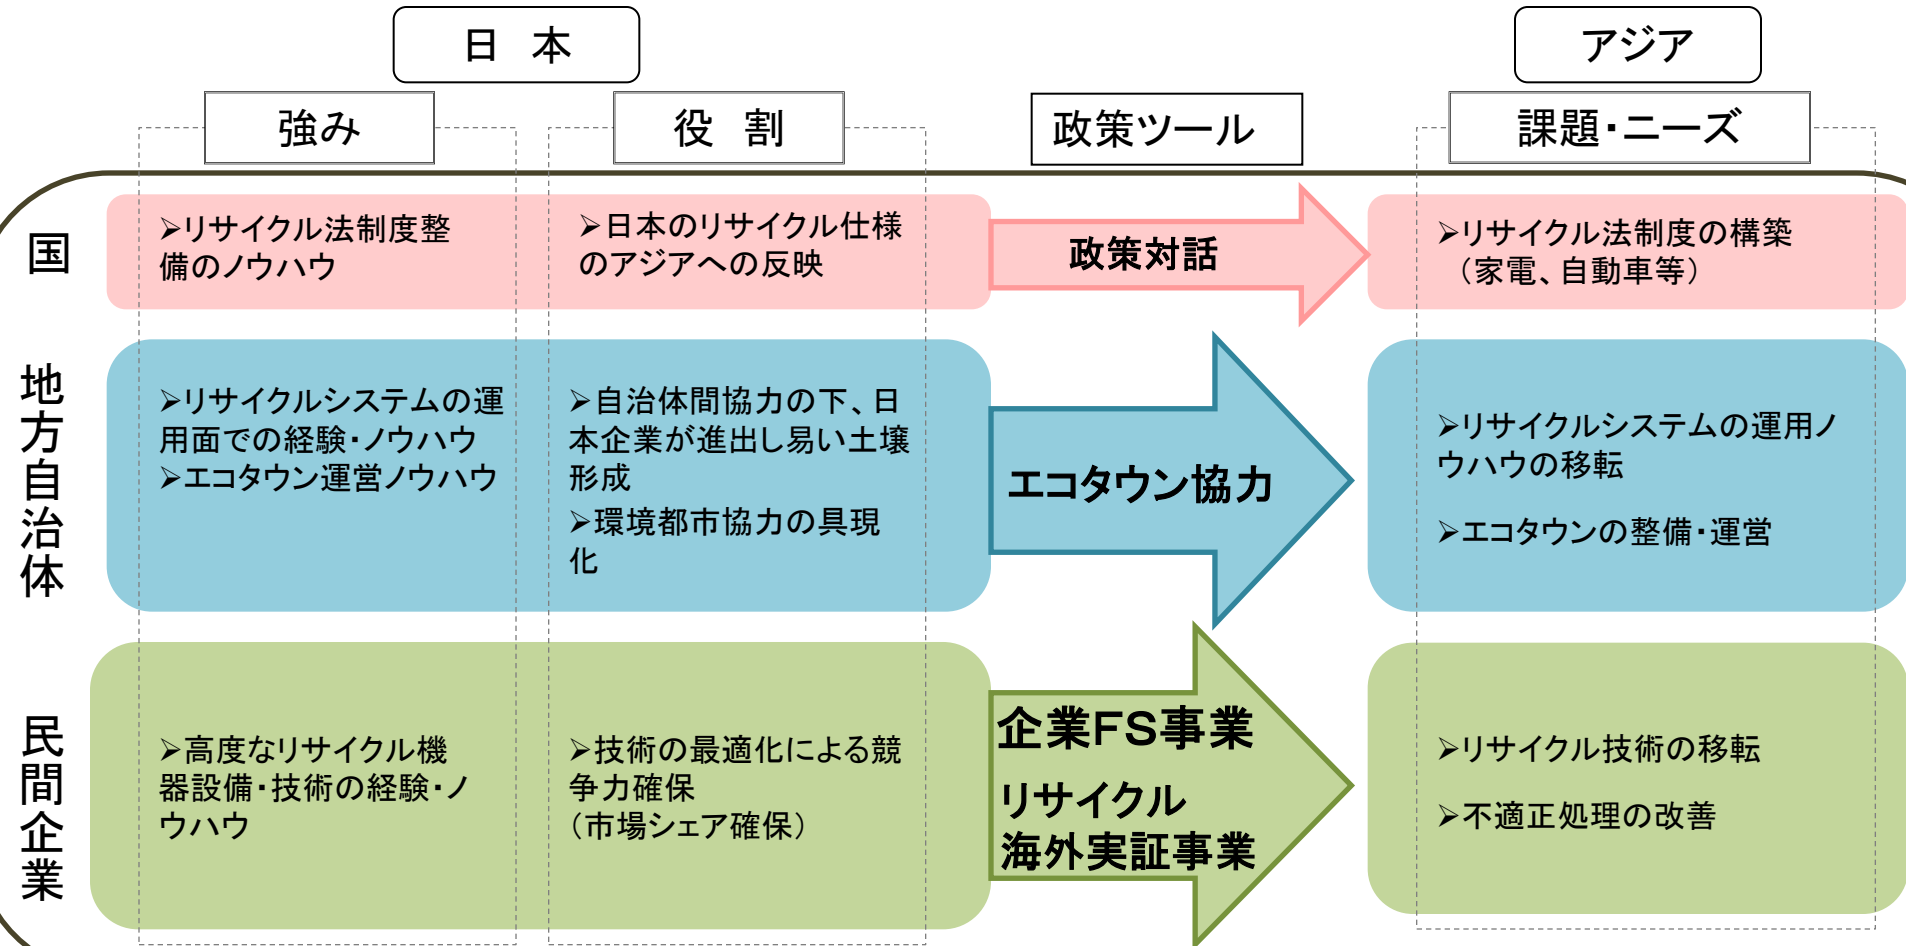 日　本
アジア
強み
役　割
政策ツール
課題・ニーズ
国
➢リサイクル法制度整
備のノウハウ
➢日本のリサイクル仕様
のアジアへの反映
政策対話
➢リサイクル法制度の構築
（家電、自動車等）
地方自治体
➢リサイクルシステムの運
用面での経験・ノウハウ
➢エコタウン運営ノウハウ
➢自治体間協力の下、日
本企業が進出し易い土壌
形成
➢環境都市協力の具現
化
エコタウン協力
➢リサイクルシステムの運用ノ
ウハウの移転
➢エコタウンの整備・運営
民間企業
➢高度なリサイクル機
器設備・技術の経験・ノ
ウハウ
➢技術の最適化による競
争力確保
（市場シェア確保）
企業FS事業
リサイクル
海外実証事業
➢リサイクル技術の移転
➢不適正処理の改善